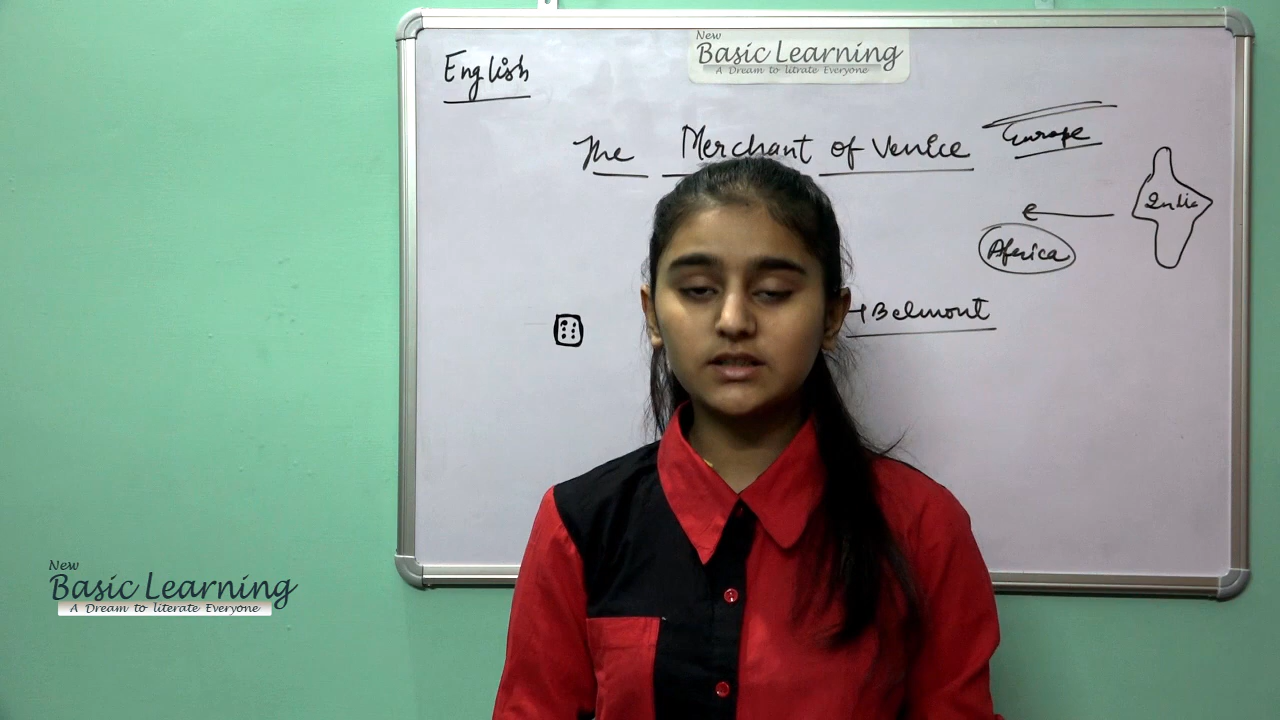 New
Basic Learning
A Dream to litrate Everyone
English
The Merchant of Venice
Europe
India
Africa
Belmont
New
Basic Learning
A Dream to literate Everyone